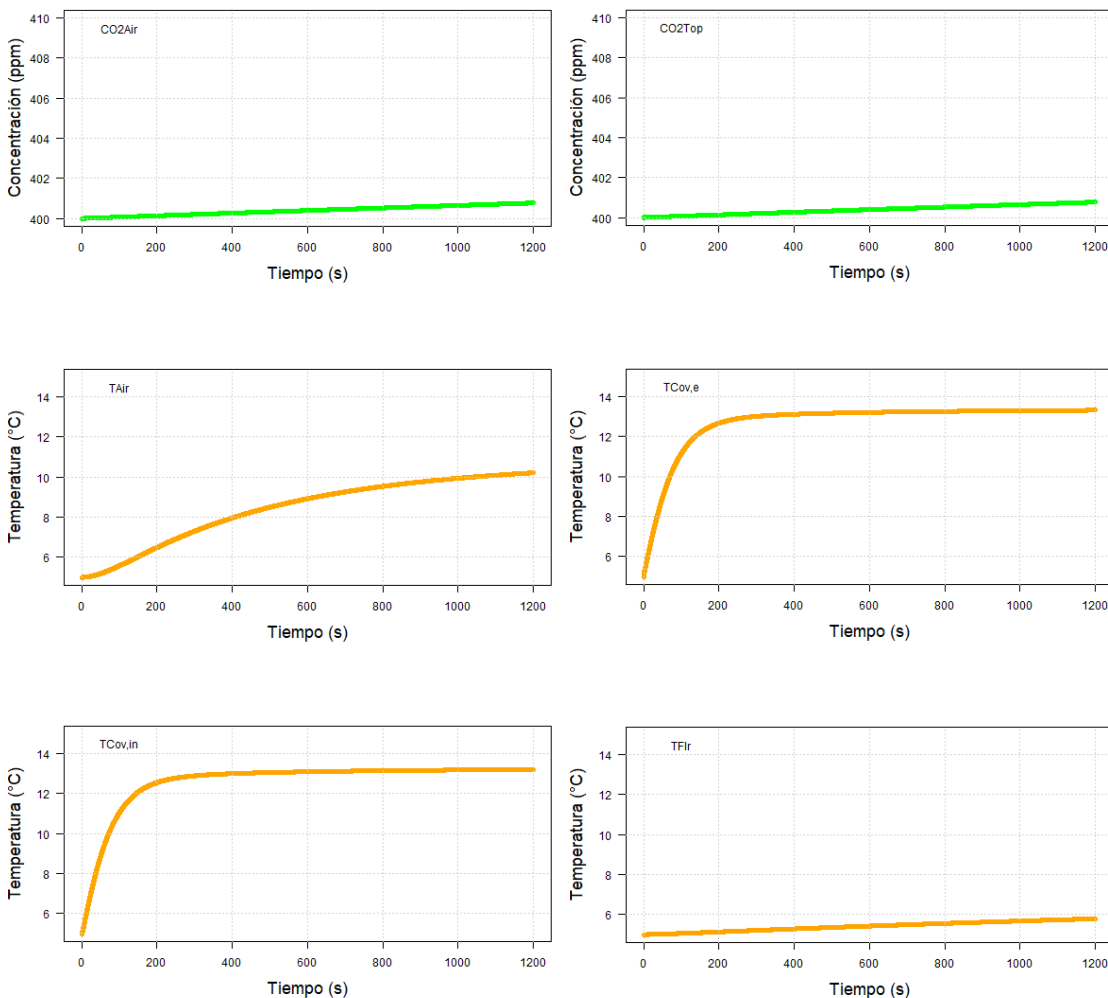 CO2Air
Concentración (ppm)
410
408
406
404
402
400
0 200 400 600 800 1000 1200
Tiempo (s)
CO2Top
Concentración (ppm)
410
408
406
404
402
400
0 200 400 600 800 1000 1200
Tiempo (s)
TAir
Temperatura (°C)
14
12
10
8
6
0 200 400 600 800 1000 1200
Tiempo (s)
TCov,e
Temperatura (°C)
14
12
10
8
6
0 200 400 600 800 1000 1200
Tiempo (s)
TCov,in
Temperatura (°C)
14
12
10
8
6
0 200 400 600 800 1000 1200
Tiempo (s)
TFlr
Temperatura (°C)
14
12
10
8
6
0 200 400 600 800 1000 1200
Tiempo (s)